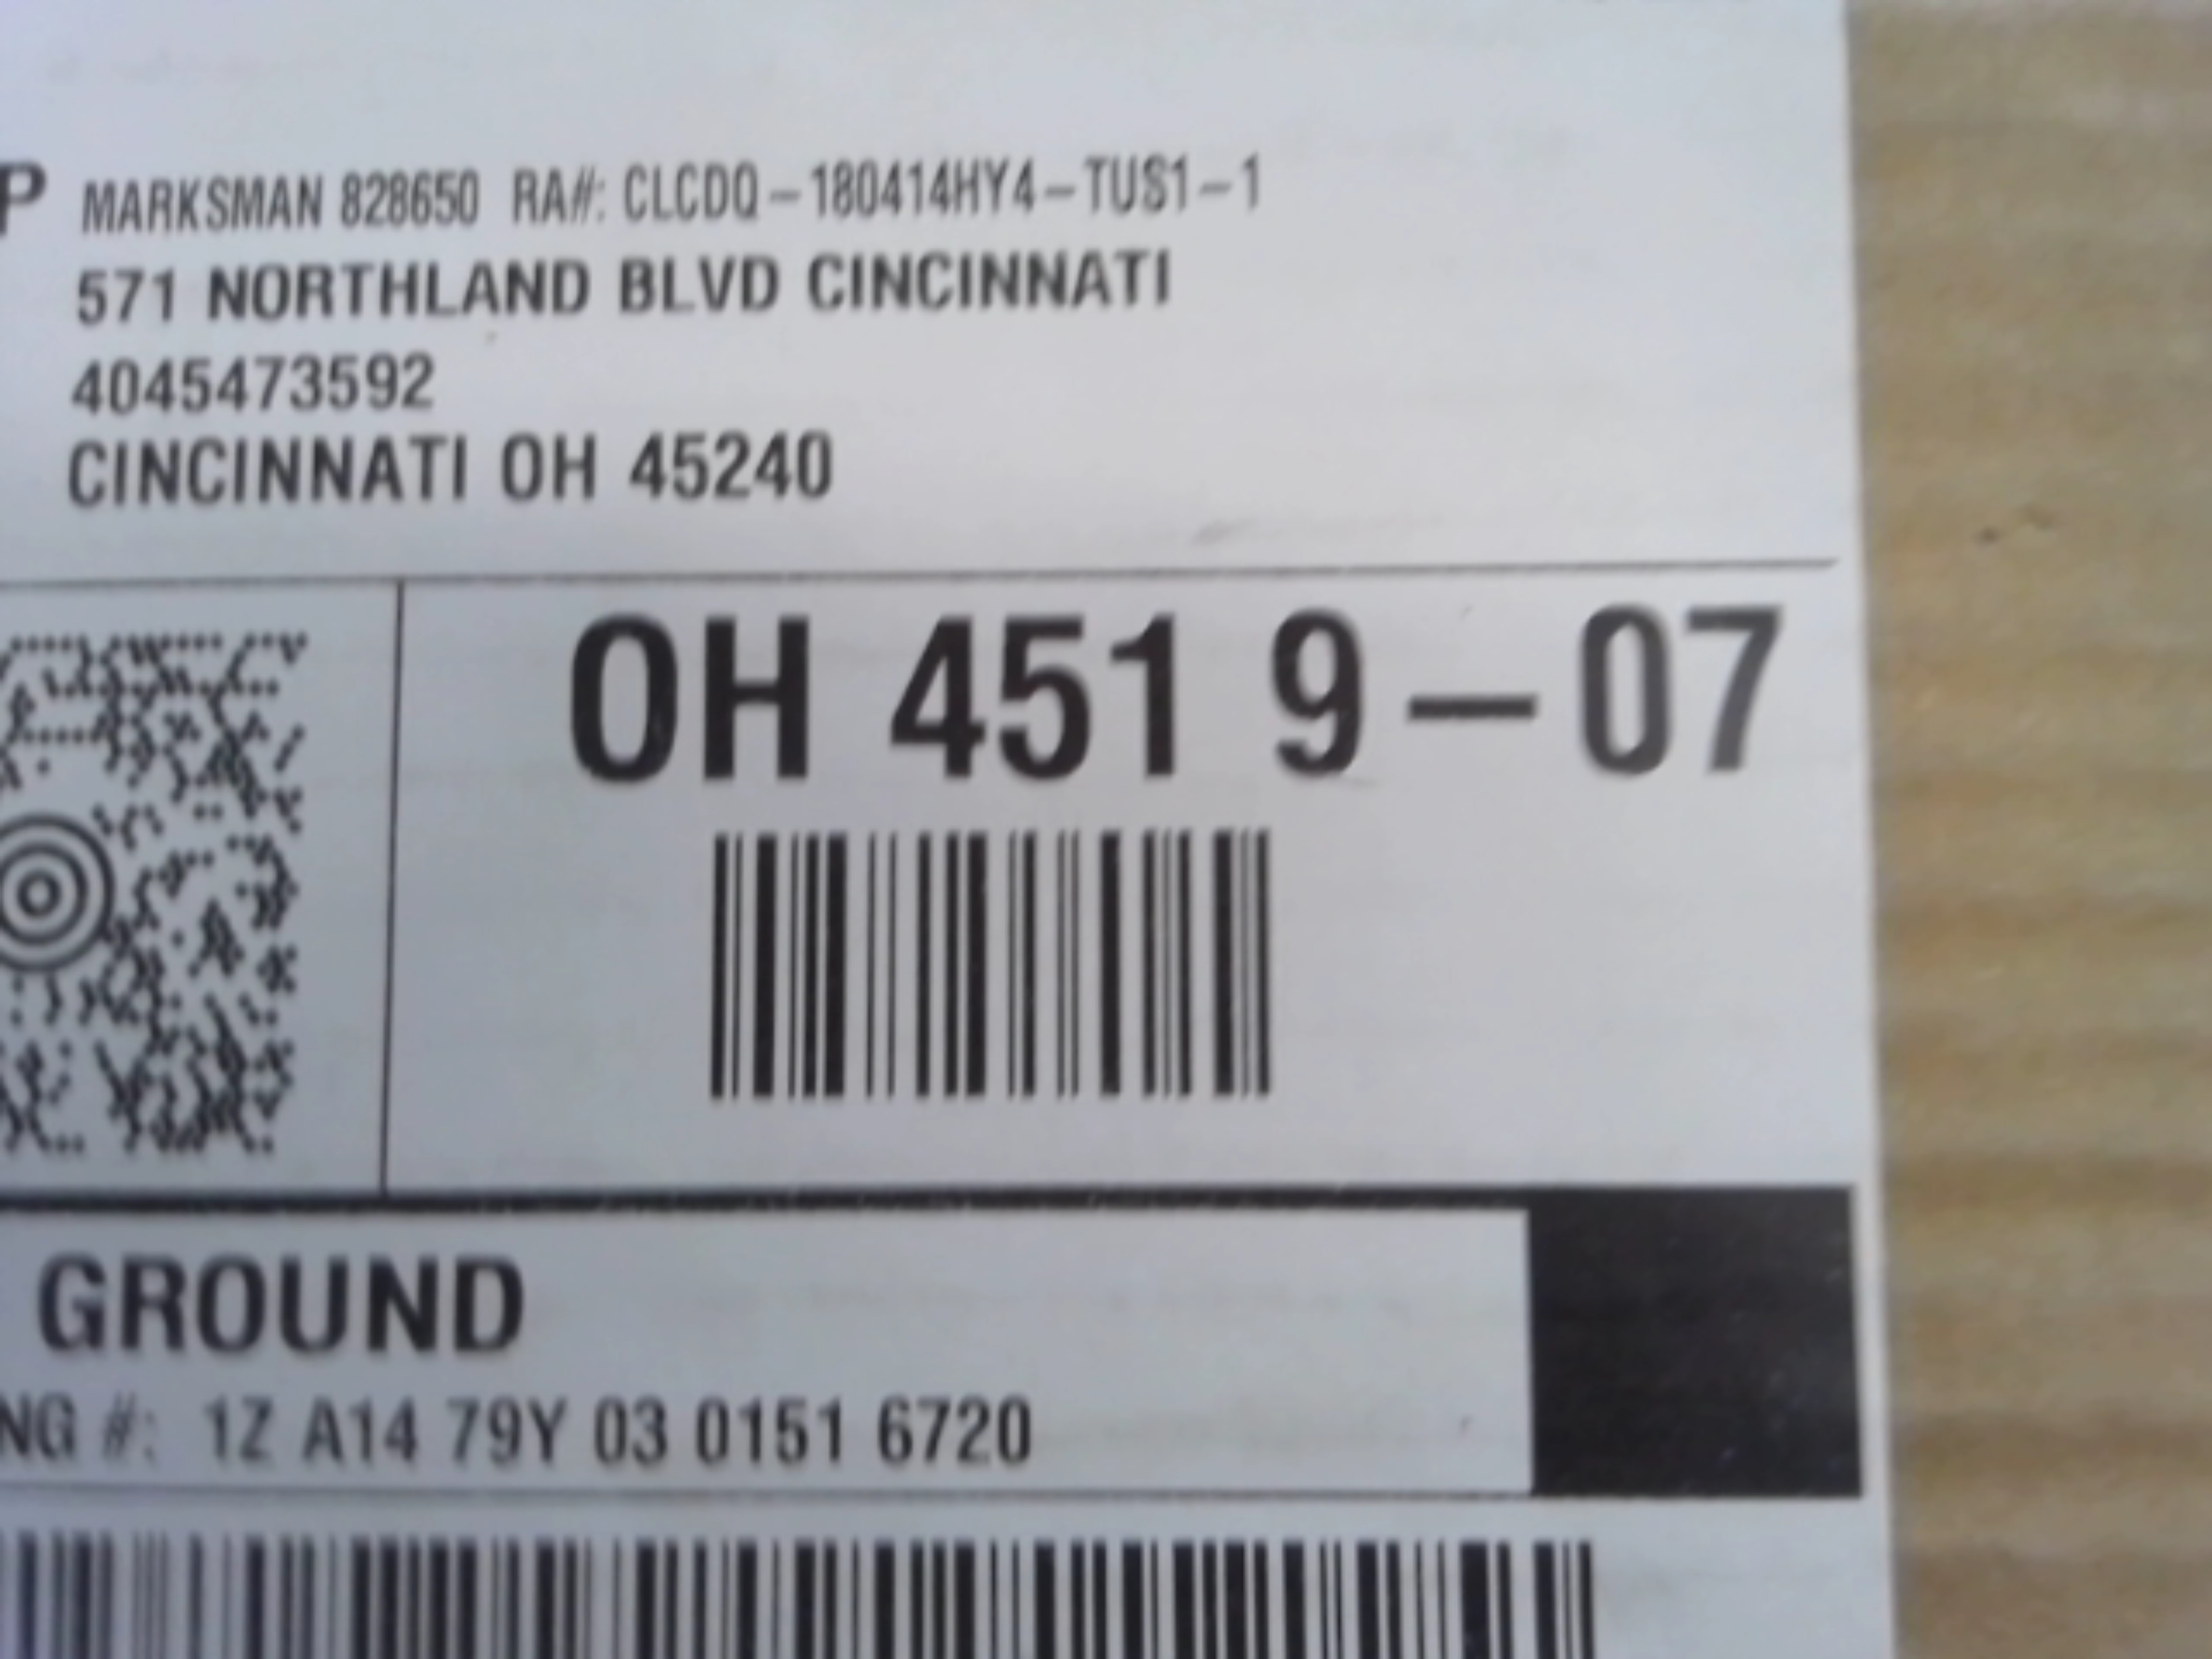 P MARKSMAN 828650 RA#: CLCDQ-180414HY4-TUS1-1
571 NORTHLAND BLVD CINCINNATI
4045473592
CINCINNATI OH 45240
OH 451 9-07
GROUND
NG #: 1Z A14 79Y 03 0151 6720